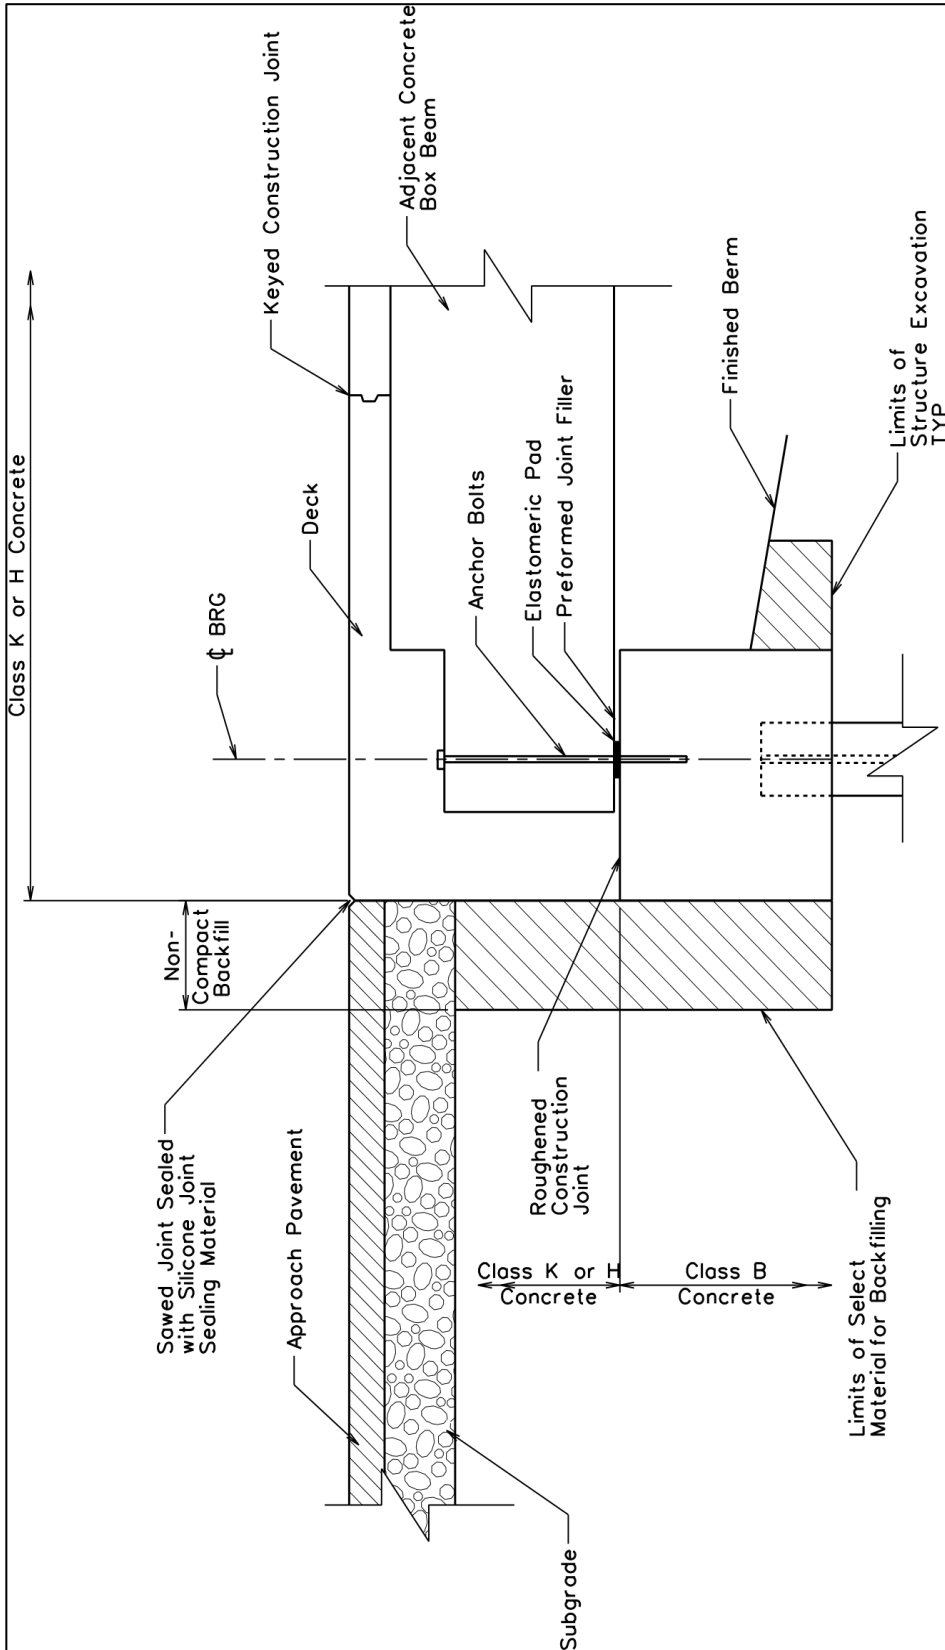 Class K or H Concrete
℄ BRG
Deck
Keyed Construction Joint
Adjacent Concrete
Box Beam
Non-
Compact
Backfill
Sawed Joint Sealed
with Silicone Joint
Sealing Material
Approach Pavement
Anchor Bolts
Elastomeric Pad
Preformed Joint Filler
Finished Berm
Limits of
Structure Excavation
TYP
Roughened
Construction
Joint
Class K or H
Concrete
Class B
Concrete
Subgrade
Limits of Select
Material for Backfilling